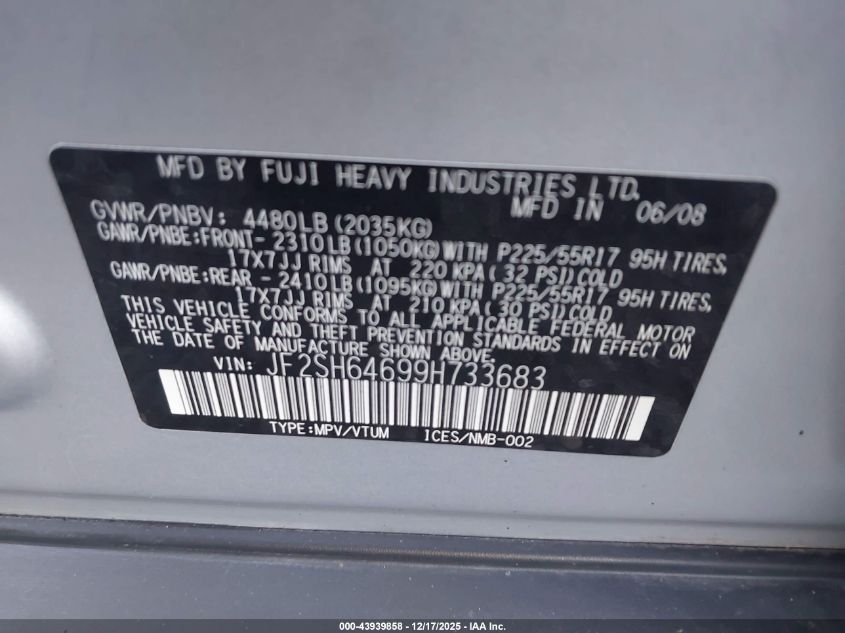 MFD BY FUJI HEAVY INDUSTRIES LTD.
MFD IN 06/08
GVWR/PNBV: 4480LB(2035KG)
GAWR/PNBE:FRONT- 2310LB(1050KG)WITH P225/55R17 95H TIRES,
17X7JJ RIMS AT 220 KPA( 32 PSI)COLD
GAWR/PNBE:REAR - 2410LB(1095KG)WITH P225/55R17 95H TIRES,
17X7JJ RIMS AT 210 KPA( 30 PSI)COLD
THIS VEHICLE CONFORMS TO ALL APPLICABLE FEDERAL MOTOR
VEHICLE SAFETY AND THEFT PREVENTION STANDARDS IN EFFECT ON
THE DATE OF MANUFACTURE SHOWN ABOVE.
VIN: JF2SH64699H733683
TYPE:MPV/VTUM ICES/NMB-002
000-43939858 - 12/17/2025 - IAA Inc.